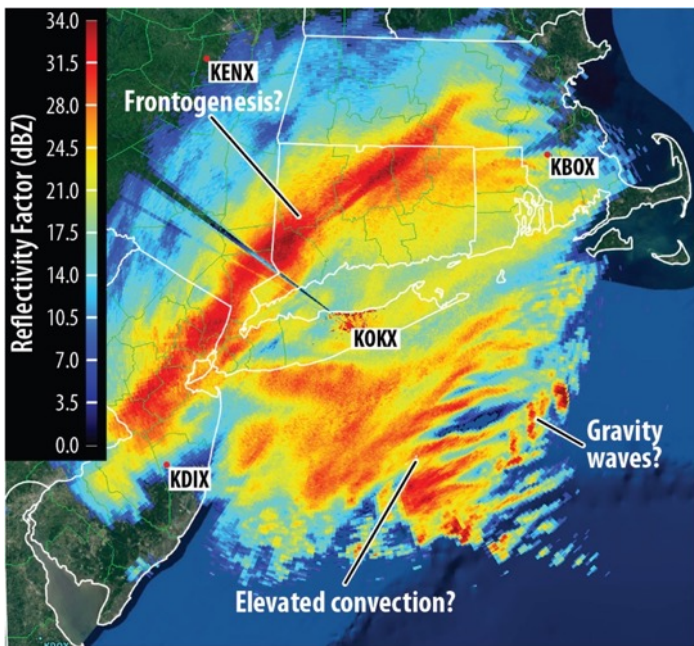 34.0
31.5
28.0
24.5
21.0
17.5
14.0
10.5
7.0
3.5
0.0
Reflectivity Factor (dBZ)
KENX
Frontogenesis?
KBOX
KOKX
Gravity
waves?
KDIX
Elevated convection?